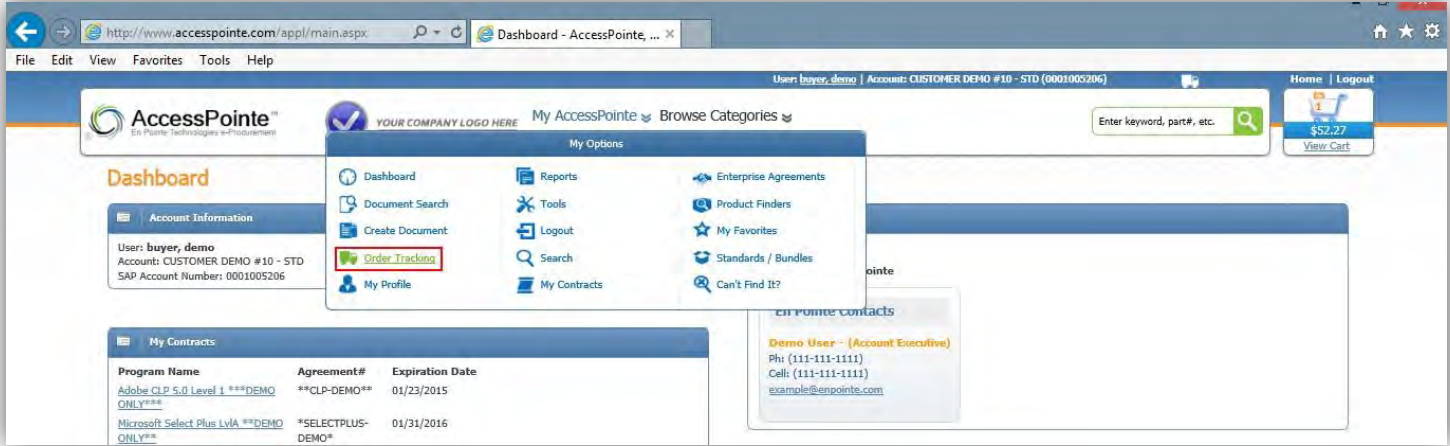 http://www.accesspointe.com/appl/main.aspx
Dashboard - AccessPointe, ...
File Edit View Favorites Tools Help
User: buyer, demo | Account: CUSTOMER DEMO #10 - STD (0001005206)
Home | Logout
AccessPointe™
En Pointe Technologies e-Procurement
YOUR COMPANY LOGO HERE
My AccessPointe
Browse Categories
Enter keyword, part#, etc.
1
$52.27
View Cart
My Options
Dashboard
Reports
Enterprise Agreements
Document Search
Tools
Product Finders
Create Document
Logout
My Favorites
Order Tracking
Search
Standards / Bundles
My Profile
My Contracts
Can't Find It?
Dashboard
Account Information
User: buyer, demo
Account: CUSTOMER DEMO #10 - STD
SAP Account Number: 0001005206
ointe
En Pointe Contacts
Demo User - (Account Executive)
Ph: (111-111-1111)
Cell: (111-111-1111)
example@enpointe.com
My Contracts
Program Name Agreement# Expiration Date
Adobe CLP 5.0 Level 1 ***DEMO **CLP-DEMO** 01/23/2015
ONLY***
Microsoft Select Plus LvlA **DEMO *SELECTPLUS- 01/31/2016
ONLY** DEMO*